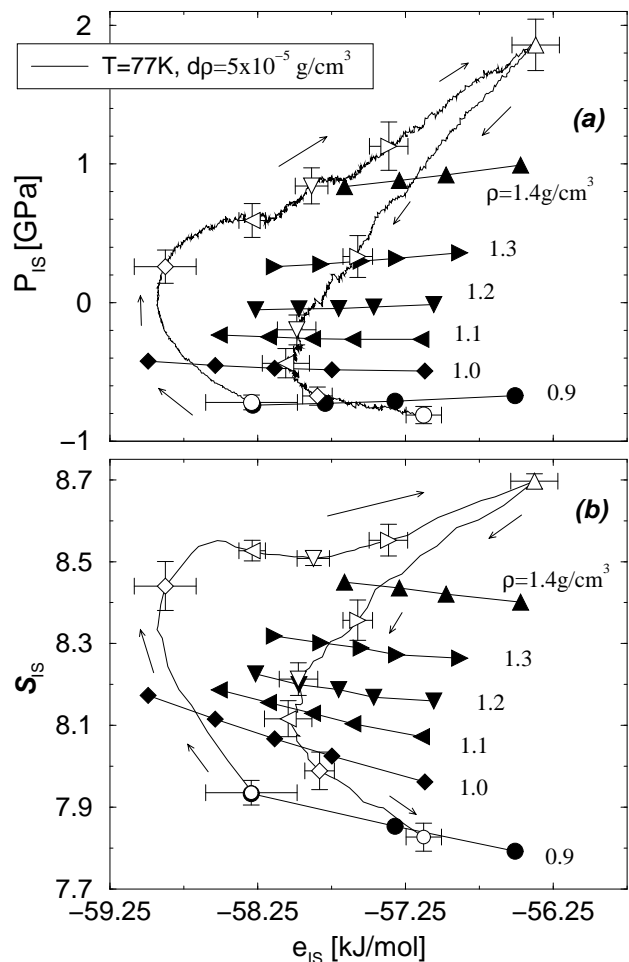 2
T=77K, dρ=5x10⁻⁵ g/cm³
(a)
1
ρ=1.4g/cm³
P_IS [GPa]
1.3
0
1.2
1.1
1.0
0.9
−1
8.7
(b)
8.5
ρ=1.4g/cm³
8.3
1.3
S_IS
1.2
8.1
1.1
1.0
7.9
0.9
7.7
−59.25 −58.25 −57.25 −56.25
e_IS [kJ/mol]